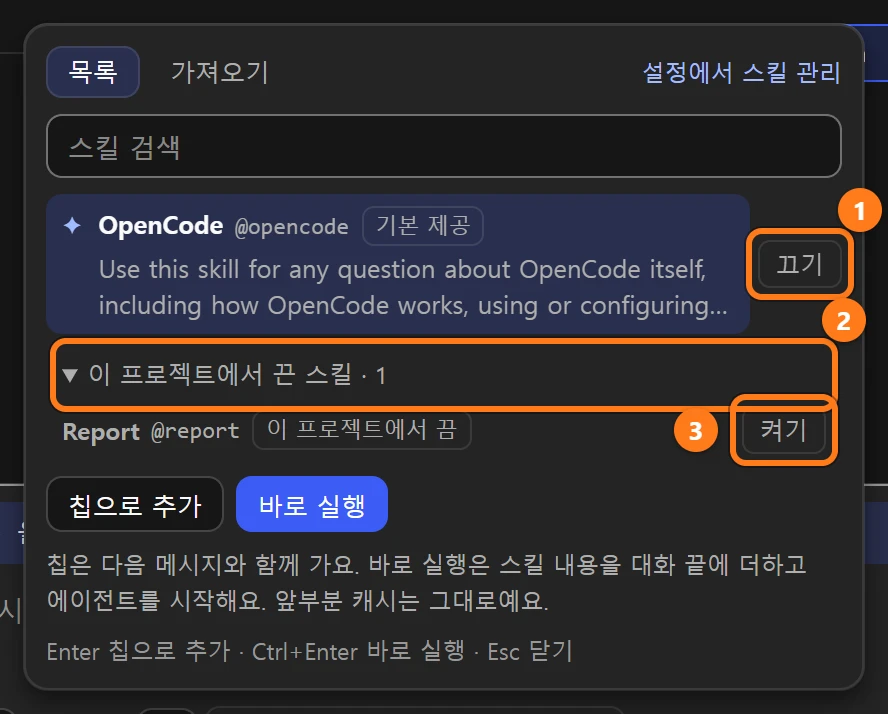 목록 가져오기 설정에서 스킬 관리
스킬 검색
OpenCode @opencode 기본 제공
1
Use this skill for any question about OpenCode itself,
including how OpenCode works, using or configuring...
끄기
2
▼ 이 프로젝트에서 끈 스킬 · 1
Report @report 이 프로젝트에서 끔
3
켜기
칩으로 추가 바로 실행
칩은 다음 메시지와 함께 가요. 바로 실행은 스킬 내용을 대화 끝에 더하고
에이전트를 시작해요. 앞부분 캐시는 그대로예요.
Enter 칩으로 추가 · Ctrl+Enter 바로 실행 · Esc 닫기
시